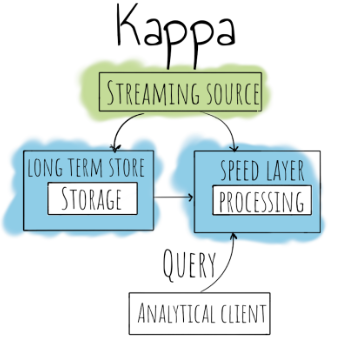 Kappa
STREAMING SOURCE
LONG TERM STORE
STORAGE
SPEED LAYER
PROCESSING
QUERY
ANALYTICAL CLIENT